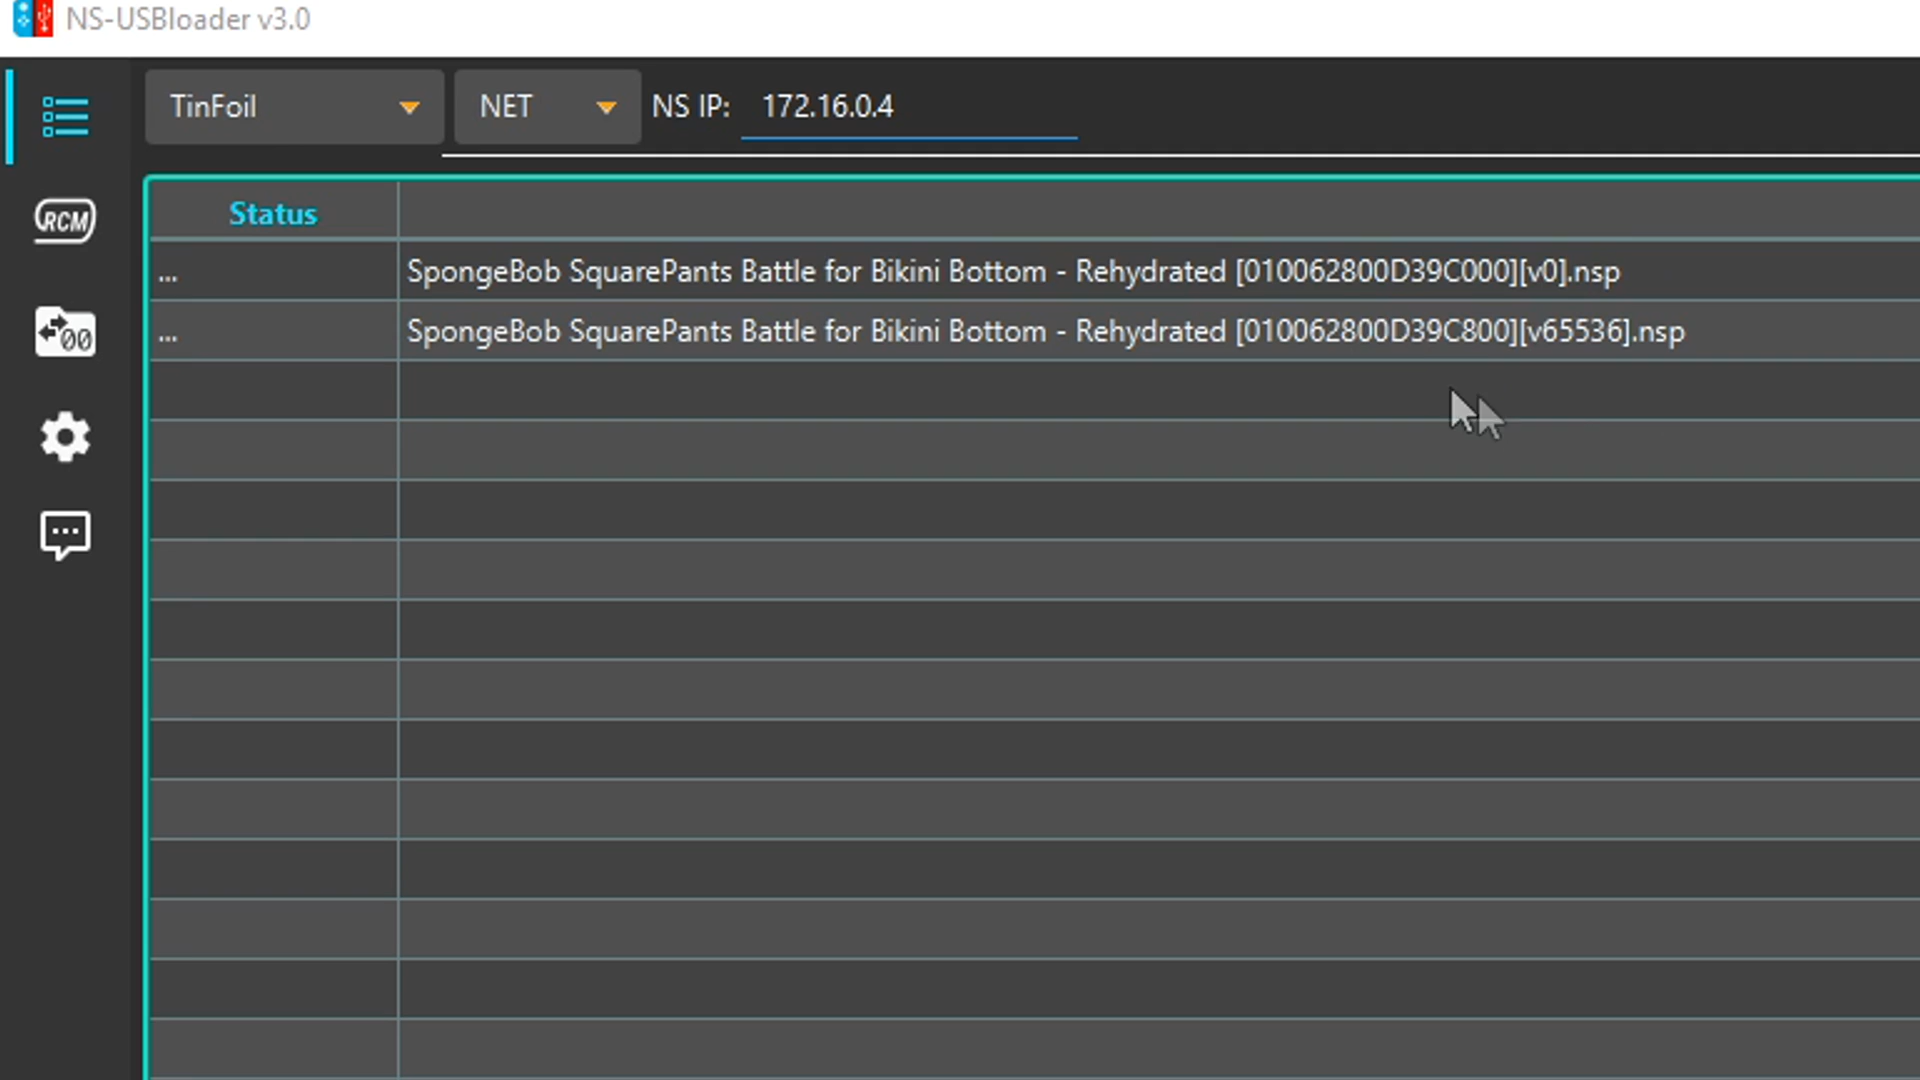 NS-USBloader v3.0
TinFoil NET NS IP: 172.16.0.4
RCM
Status
... SpongeBob SquarePants Battle for Bikini Bottom - Rehydrated [010062800D39C000][v0].nsp
00
... SpongeBob SquarePants Battle for Bikini Bottom - Rehydrated [010062800D39C800][v65536].nsp